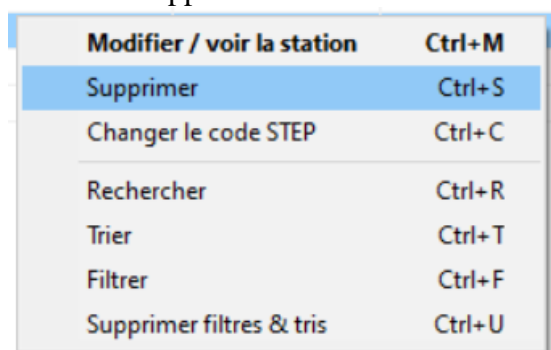 Modifier / voir la station Ctrl+M
Supprimer Ctrl+S
Changer le code STEP Ctrl+C
Rechercher Ctrl+R
Trier Ctrl+T
Filtrer Ctrl+F
Supprimer filtres & tris Ctrl+U